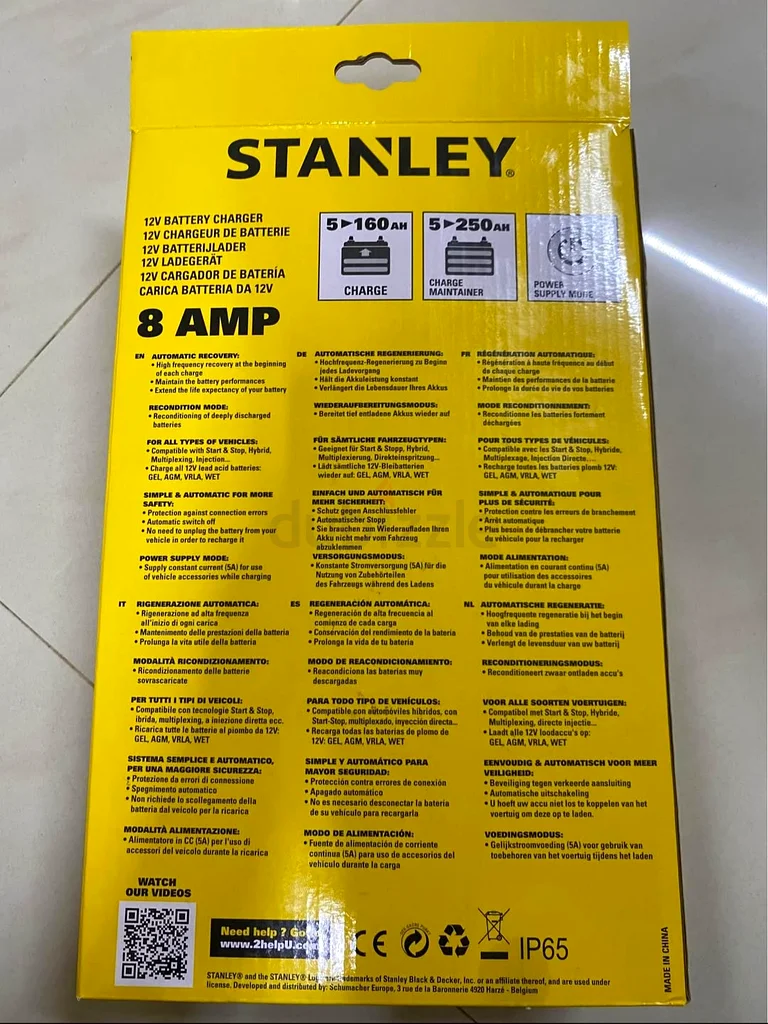 STANLEY®
12V BATTERY CHARGER
12V CHARGEUR DE BATTERIE
12V BATTERIJLADER
12V LADEGERÄT
12V CARGADOR DE BATERÍA
CARICA BATTERIA DA 12V
8 AMP
5▶160AH
CHARGE
5▶250AH
CHARGE
MAINTAINER
POWER
SUPPLY MODE
EN AUTOMATIC RECOVERY:
• High frequency recovery at the beginning
of each charge
• Maintain the battery performances
• Extend the life expectancy of your battery
RECONDITION MODE:
• Reconditioning of deeply discharged
batteries
FOR ALL TYPES OF VEHICLES:
• Compatible with Start & Stop, Hybrid,
Multiplexing, Injection...
• Charge all 12V lead acid batteries:
GEL, AGM, VRLA, WET
SIMPLE & AUTOMATIC FOR MORE
SAFETY:
• Protection against connection errors
• Automatic switch off
• No need to unplug the battery from your
vehicle in order to recharge it
POWER SUPPLY MODE:
• Supply constant current (5A) for use
of vehicle accessories while charging
DE AUTOMATISCHE REGENERIERUNG:
• Hochfrequenz-Regenerierung zu Beginn
jedes Ladevorgang
• Hält die Akkuleistung konstant
• Verlängert die Lebensdauer Ihres Akkus
WIEDERAUFBEREITUNGSMODUS:
• Bereitet tief entladene Akkus wieder auf
FÜR SÄMTLICHE FAHRZEUGTYPEN:
• Geeignet für Start & Stopp, Hybrid,
Multiplexierung, Direkteinspritzung...
• Lädt sämtliche 12V-Bleibatterien
wieder auf: GEL, AGM, VRLA, WET
EINFACH UND AUTOMATISCH FÜR
MEHR SICHERHEIT:
• Schutz gegen Anschlussfehler
• Automatischer Stopp
• Sie brauchen zum Wiederaufladen Ihren
Akku nicht mehr vom Fahrzeug
abzuklemmen
VERSORGUNGSMODUS:
• Konstante Stromversorgung (5A) für die
Nutzung von Zubehörteilen
des Fahrzeugs während des Ladens
FR RÉGÉNÉRATION AUTOMATIQUE:
• Régénération à haute fréquence au début
de chaque charge
• Maintien des performances de la batterie
• Prolonge la durée de vie de vos batteries
MODE RECONDITIONNEMENT:
• Reconditionne les batteries fortement
déchargées
POUR TOUS TYPES DE VÉHICULES:
• Compatible avec les Start & Stop, Hybride,
Multiplexage, Injection Directe....
• Recharge toutes les batteries plomb 12V:
GEL, AGM, VRLA, WET
SIMPLE & AUTOMATIQUE POUR
PLUS DE SÉCURITÉ:
• Protection contre les erreurs de branchement
• Arrêt automatique
• Plus besoin de débrancher votre batterie
du véhicule pour la recharger
MODE ALIMENTATION:
• Alimentation en courant continu (5A)
pour utilisation des accessoires
du véhicule durant la charge
IT RIGENERAZIONE AUTOMATICA:
• Rigenerazione ad alta frequenza
all'inizio di ogni carica
• Mantenimento delle prestazioni della batteria
• Prolunga la vita utile della batteria
MODALITÀ RICONDIZIONAMENTO:
• Ricondizionamento delle batterie
sovrascaricate
PER TUTTI I TIPI DI VEICOLI:
• Compatibile con tecnologie Start & Stop,
ibrida, multiplexing, a iniezione diretta ecc.
• Ricarica tutte le batterie al piombo da 12V:
GEL, AGM, VRLA, WET
SISTEMA SEMPLICE E AUTOMATICO,
PER UNA MAGGIORE SICUREZZA:
• Protezione da errori di connessione
• Spegnimento automatico
• Non richiede lo scollegamento della
batteria dal veicolo per la ricarica
MODALITÀ ALIMENTAZIONE:
• Alimentatore in CC (5A) per l'uso di
accessori del veicolo durante la ricarica
ES REGENERACIÓN AUTOMÁTICA:
• Regeneración de alta frecuencia al
comienzo de cada carga
• Conservación del rendimiento de la batería
• Prolonga la vida de tu batería
MODO DE REACONDICIONAMIENTO:
• Reacondiciona las baterías muy
descargadas
PARA TODO TIPO DE VEHÍCULOS:
• Compatible con automóviles híbridos, con
Start-Stop, multiplexado, inyección directa...
• Recarga todas las baterías de plomo de
12V: GEL, AGM, VRLA, WET
SIMPLE Y AUTOMÁTICO PARA
MAYOR SEGURIDAD:
• Protección contra errores de conexión
• Apagado automático
• No es necesario desconectar la batería
de su vehículo para recargarla
MODO DE ALIMENTACIÓN:
• Fuente de alimentación de corriente
continua (5A) para uso de accesorios del
vehículo durante la carga
NL AUTOMATISCHE REGENERATIE:
• Hoogfrequente regeneratie bij het begin
van elke lading
• Behoud van de prestaties van de batterij
• Verlengt de levensduur van uw batterij
RECONDITIONERINGSMODUS:
• Reconditioneert zwaar ontladen accu's
VOOR ALLE SOORTEN VOERTUIGEN:
• Compatibel met Start & Stop, Hybride,
Multiplexing, directe injectie...
• Laadt alle 12V loodaccu's op:
GEL, AGM, VRLA, WET
EENVOUDIG & AUTOMATISCH VOOR MEER
VEILIGHEID:
• Beveiliging tegen verkeerde aansluiting
• Automatische uitschakeling
• U hoeft uw accu niet los te koppelen van het
voertuig om deze op te laden.
VOEDINGSMODUS:
• Gelijkstroomvoeding (5A) voor gebruik van
toebehoren van het voertuig tijdens het laden
WATCH
OUR VIDEOS
Need help ? Go
www.2helpU.com
CE
IP65
MADE IN CHINA
STANLEY® and the STANLEY® Logo are trademarks of Stanley Black & Decker, Inc. or an affiliate thereof, and are used under
license. Developed and distributed by: Schumacher Europe, 3 rue de la Baronnerie 4920 Harzé - Belgium
dubizzle